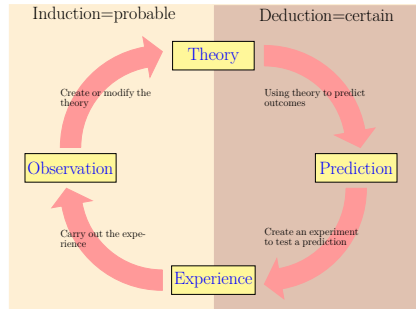 Induction=probable
Deduction=certain
Theory
Create or modify the
theory
Using theory to predict
outcomes
Observation
Prediction
Carry out the expe-
rience
Create an experiment
to test a prediction
Experience